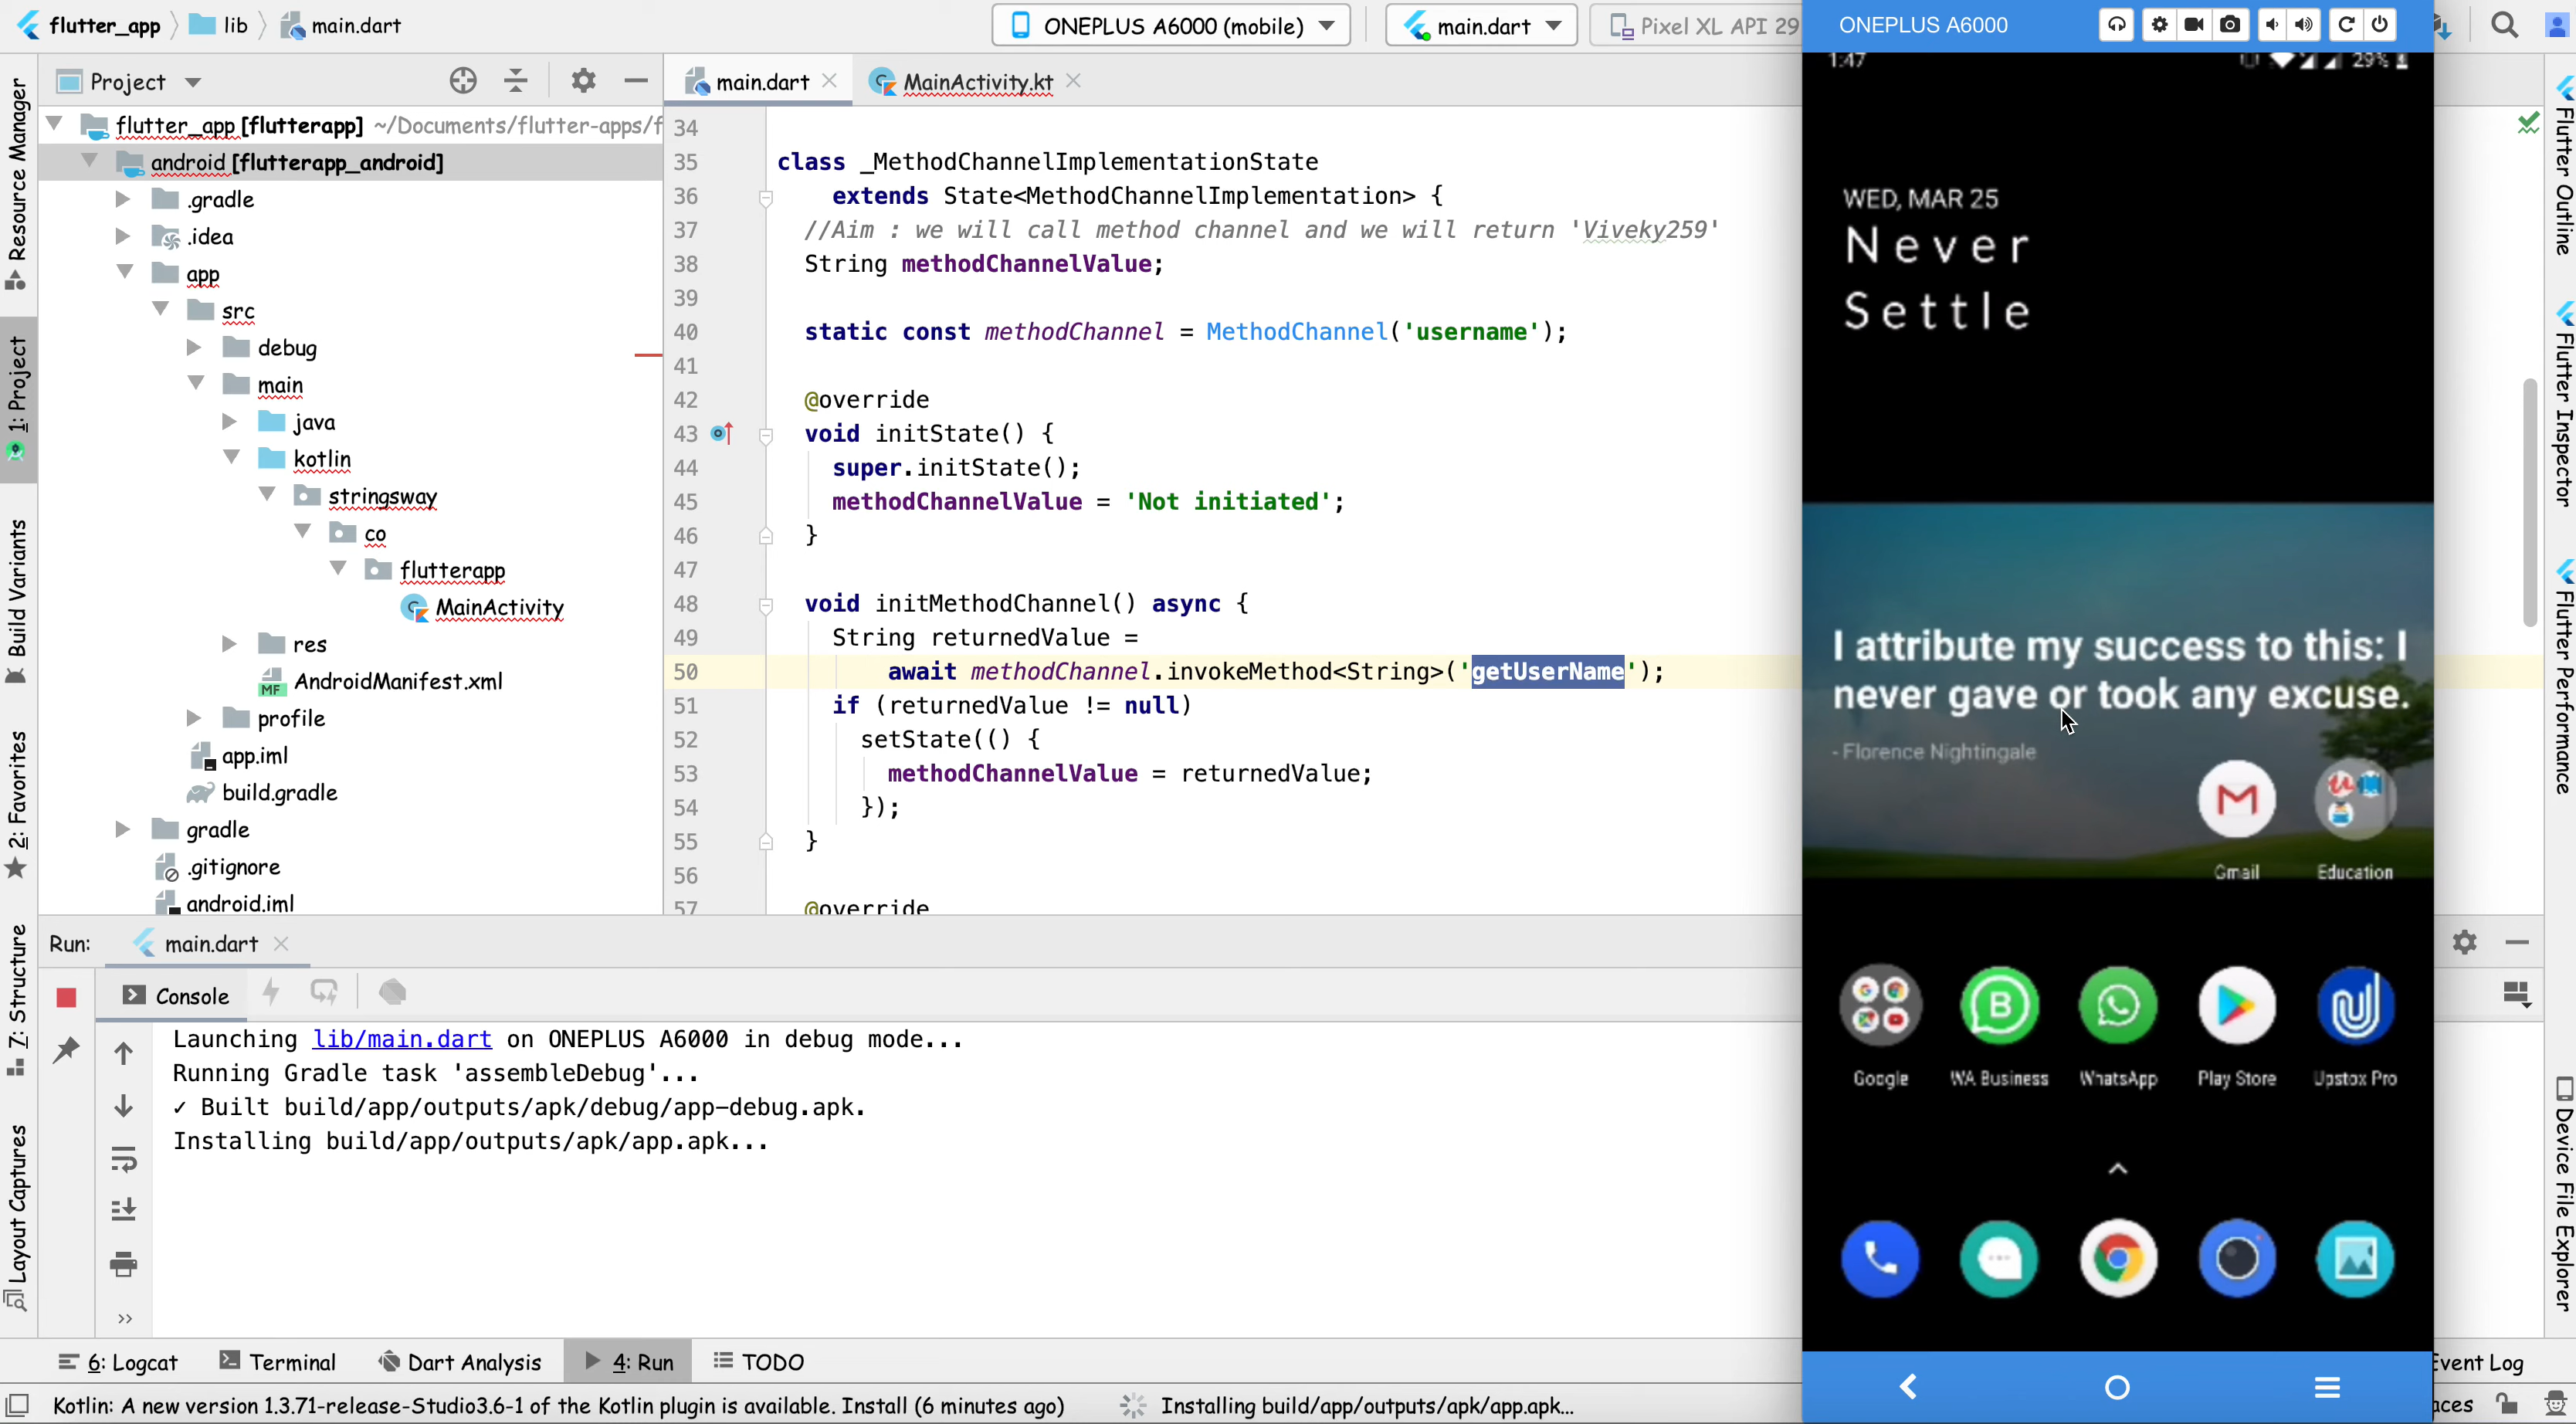 flutter_app lib main.dart
ONEPLUS A6000 (mobile)
main.dart
Pixel XL API 29
ONEPLUS A6000
Project
main.dart
MainActivity.kt
flutter_app [flutterapp] ~/Documents/flutter-apps/f
android [flutterapp_android]
.gradle
.idea
app
src
debug
main
java
kotlin
stringsway
co
flutterapp
MainActivity
res
AndroidManifest.xml
profile
app.iml
build.gradle
gradle
.gitignore
android.iml
Resource Manager
1: Project
Build Variants
2: Favorites
7: Structure
Layout Captures
34
35 class _MethodChannelImplementationState
36 extends State<MethodChannelImplementation> {
37 //Aim : we will call method channel and we will return 'Viveky259'
38 String methodChannelValue;
39
40 static const methodChannel = MethodChannel('username');
41
42 @override
43 void initState() {
44 super.initState();
45 methodChannelValue = 'Not initiated';
46 }
47
48 void initMethodChannel() async {
49 String returnedValue =
50 await methodChannel.invokeMethod<String>('getUserName');
51 if (returnedValue != null)
52 setState(() {
53 methodChannelValue = returnedValue;
54 });
55 }
56
57 @override
1:47
29%
WED, MAR 25
Never
Settle
I attribute my success to this: I
never gave or took any excuse.
- Florence Nightingale
Gmail
Education
Google
WA Business
WhatsApp
Play Store
Upstox Pro
Flutter Outline
Flutter Inspector
Flutter Performance
Device File Explorer
Run: main.dart
Console
Launching lib/main.dart on ONEPLUS A6000 in debug mode...
Running Gradle task 'assembleDebug'...
✓ Built build/app/outputs/apk/debug/app-debug.apk.
Installing build/app/outputs/apk/app.apk...
6: Logcat
Terminal
Dart Analysis
4: Run
TODO
Event Log
Kotlin: A new version 1.3.71-release-Studio3.6-1 of the Kotlin plugin is available. Install (6 minutes ago)
Installing build/app/outputs/apk/app.apk...